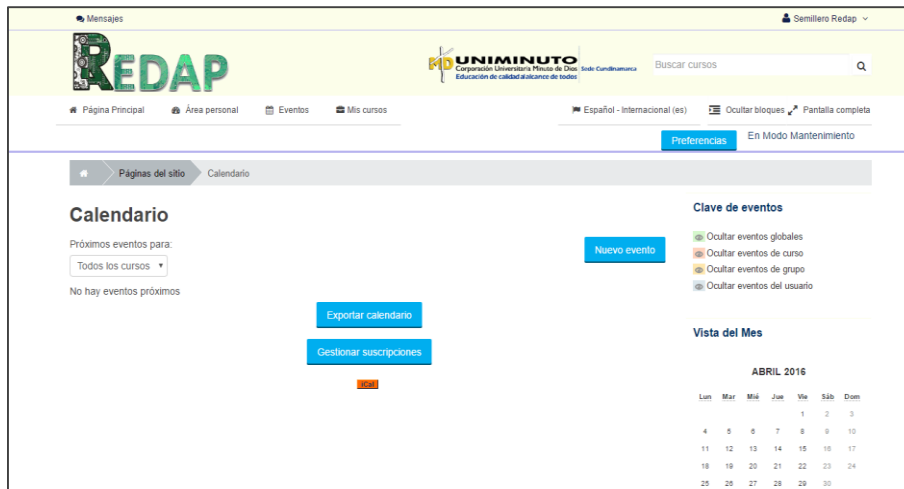 Mensajes
Semillero Redap
REDAP
UNIMINUTO
Corporación Universitaria Minuto de Dios Sede Cundinamarca
Educación de calidad al alcance de todos
Buscar cursos
Página Principal Área personal Eventos Mis cursos
Español - Internacional (es) Ocultar bloques Pantalla completa
Preferencias En Modo Mantenimiento
Páginas del sitio Calendario
Calendario
Próximos eventos para:
Todos los cursos
No hay eventos próximos
Nuevo evento
Exportar calendario
Gestionar suscripciones
iCal
Clave de eventos
Ocultar eventos globales
Ocultar eventos de curso
Ocultar eventos de grupo
Ocultar eventos del usuario
Vista del Mes
ABRIL 2016
Lun Mar Mié Jue Vie Sáb Dom
1 2 3
4 5 6 7 8 9 10
11 12 13 14 15 16 17
18 19 20 21 22 23 24
25 26 27 28 29 30